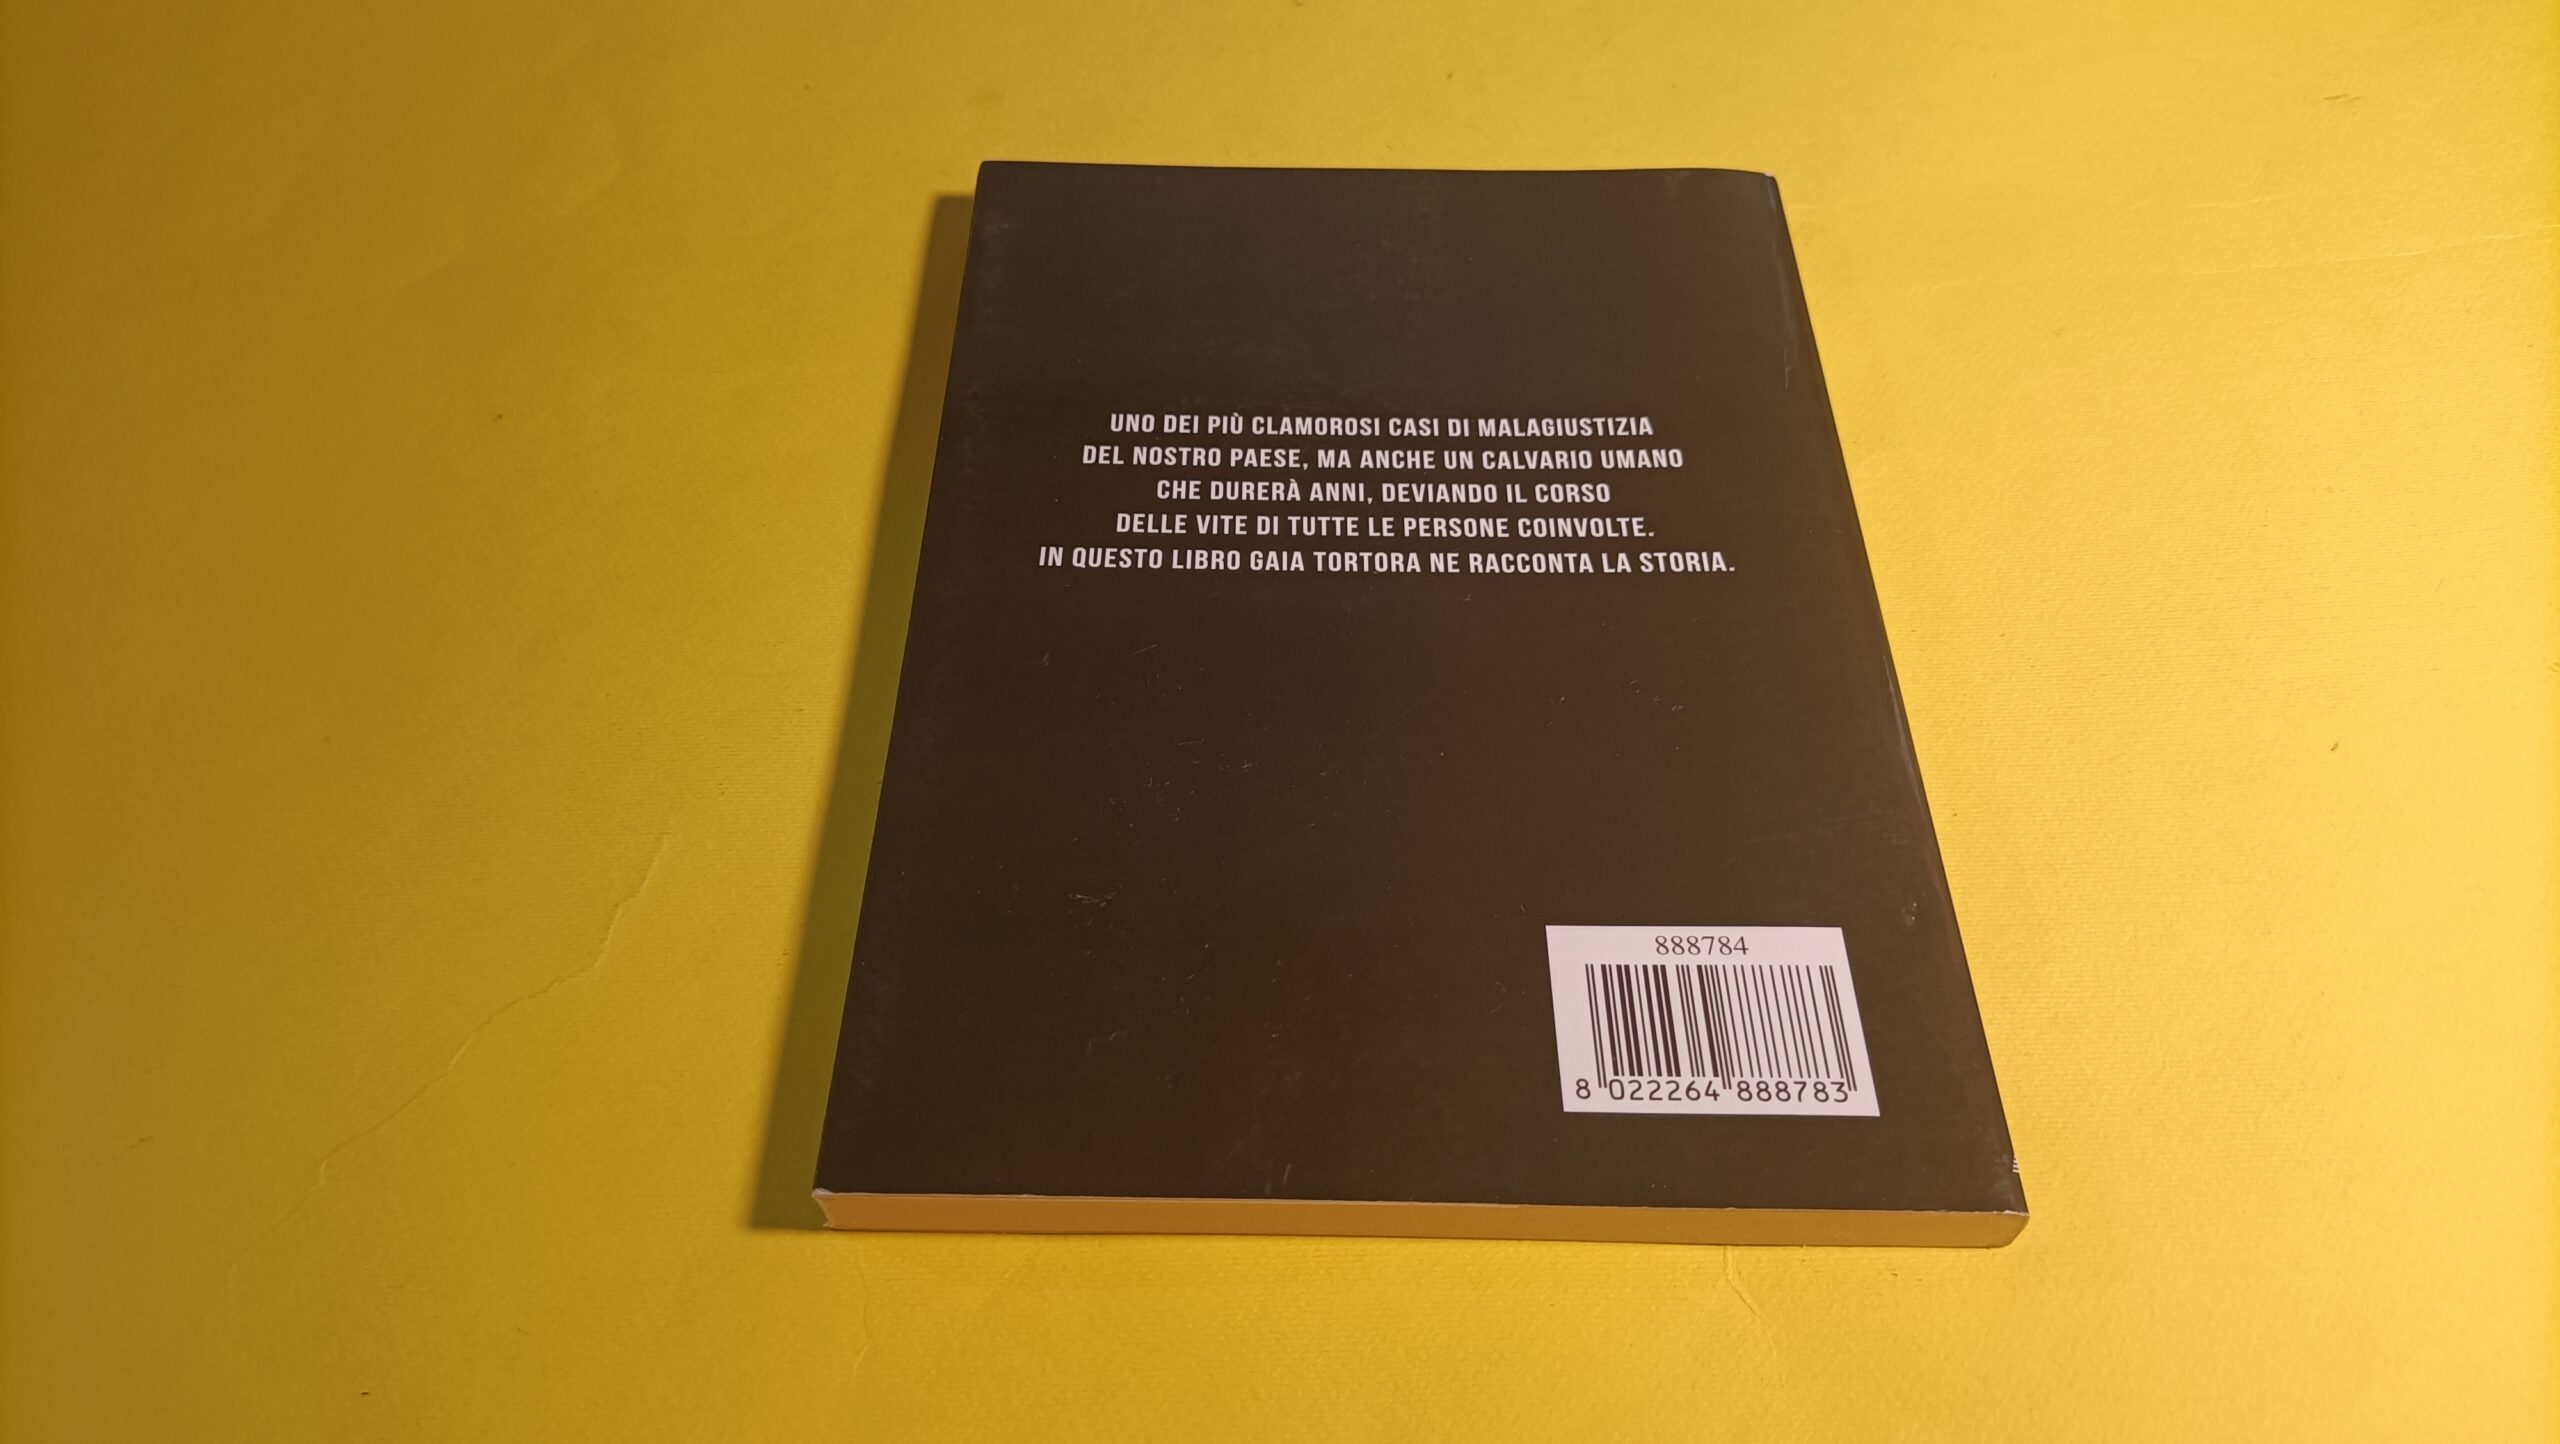 UNO DEI PIÙ CLAMOROSI CASI DI MALAGIUSTIZIA
DEL NOSTRO PAESE, MA ANCHE UN CALVARIO UMANO
CHE DURERÀ ANNI, DEVIANDO IL CORSO
DELLE VITE DI TUTTE LE PERSONE COINVOLTE.
IN QUESTO LIBRO GAIA TORTORA NE RACCONTA LA STORIA.
888784
8 022264 888783